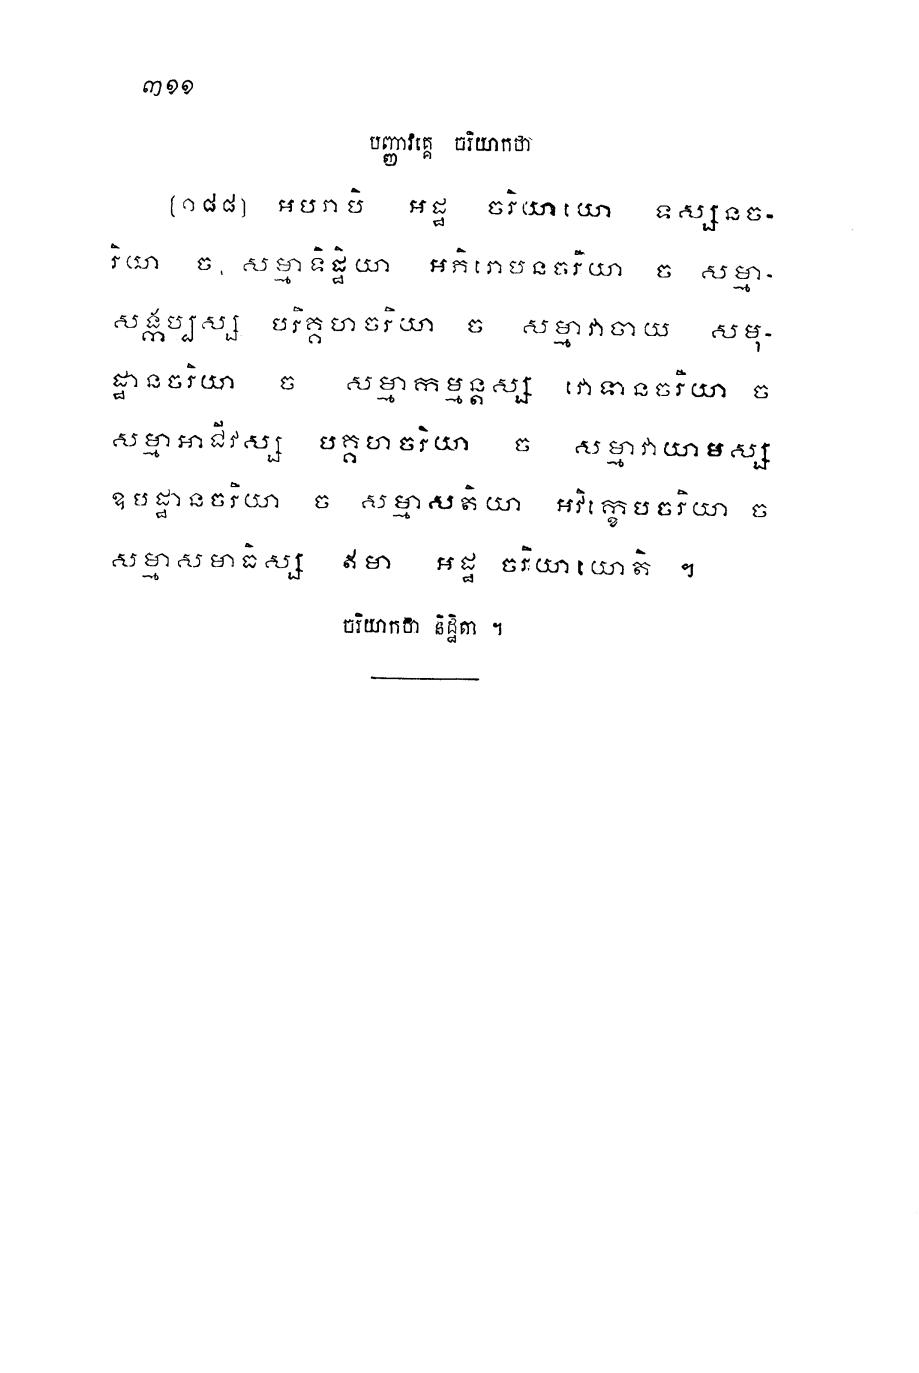 ៣១១
បញ្ញាវគ្គេ ចរិយាកថា
(១៨៨) អបរាបិ អដ្ឋ ចរិយាយោ ទស្សនច-
រិយា ច សម្មាទិដ្ឋិយា អភិរោបនចរិយា ច សម្មា-
សង្កប្បស្ស បរិគ្គហចរិយា ច សម្មាវាចាយ សមុ-
ដ្ឋានចរិយា ច សម្មាកម្មន្តស្ស វោទានចរិយា ច
សម្មាអាជីវស្ស បគ្គហចរិយា ច សម្មាវាយាមស្ស
ឧបដ្ឋានចរិយា ច សម្មាសតិយា អវិក្ខេបចរិយា ច
សម្មាសមាធិស្ស ឥមា អដ្ឋ ចរិយាយោតិ ។
ចរិយាកថា និដ្ឋិតា ។